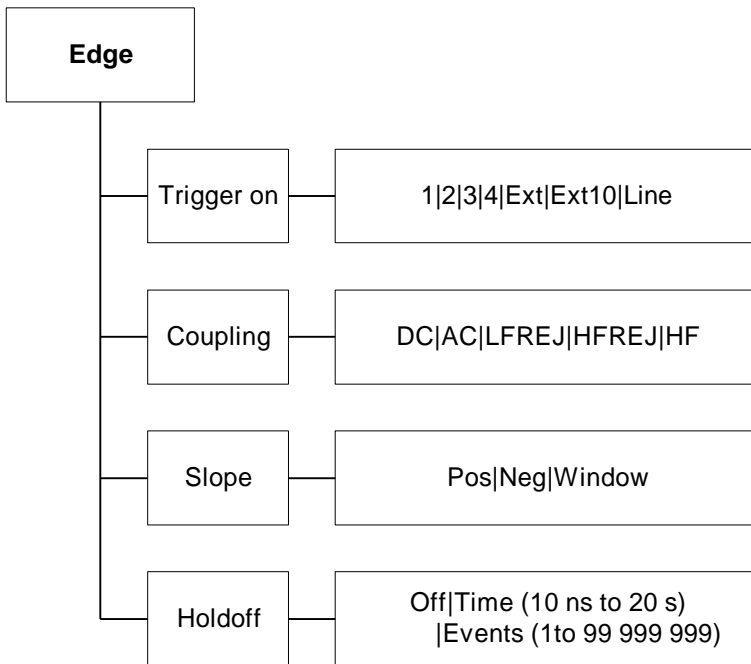 Edge
Trigger on
1|2|3|4|Ext|Ext10|Line
Coupling
DC|AC|LFREJ|HFREJ|HF
Slope
Pos|Neg|Window
Holdoff
Off|Time (10 ns to 20 s)
|Events (1to 99 999 999)